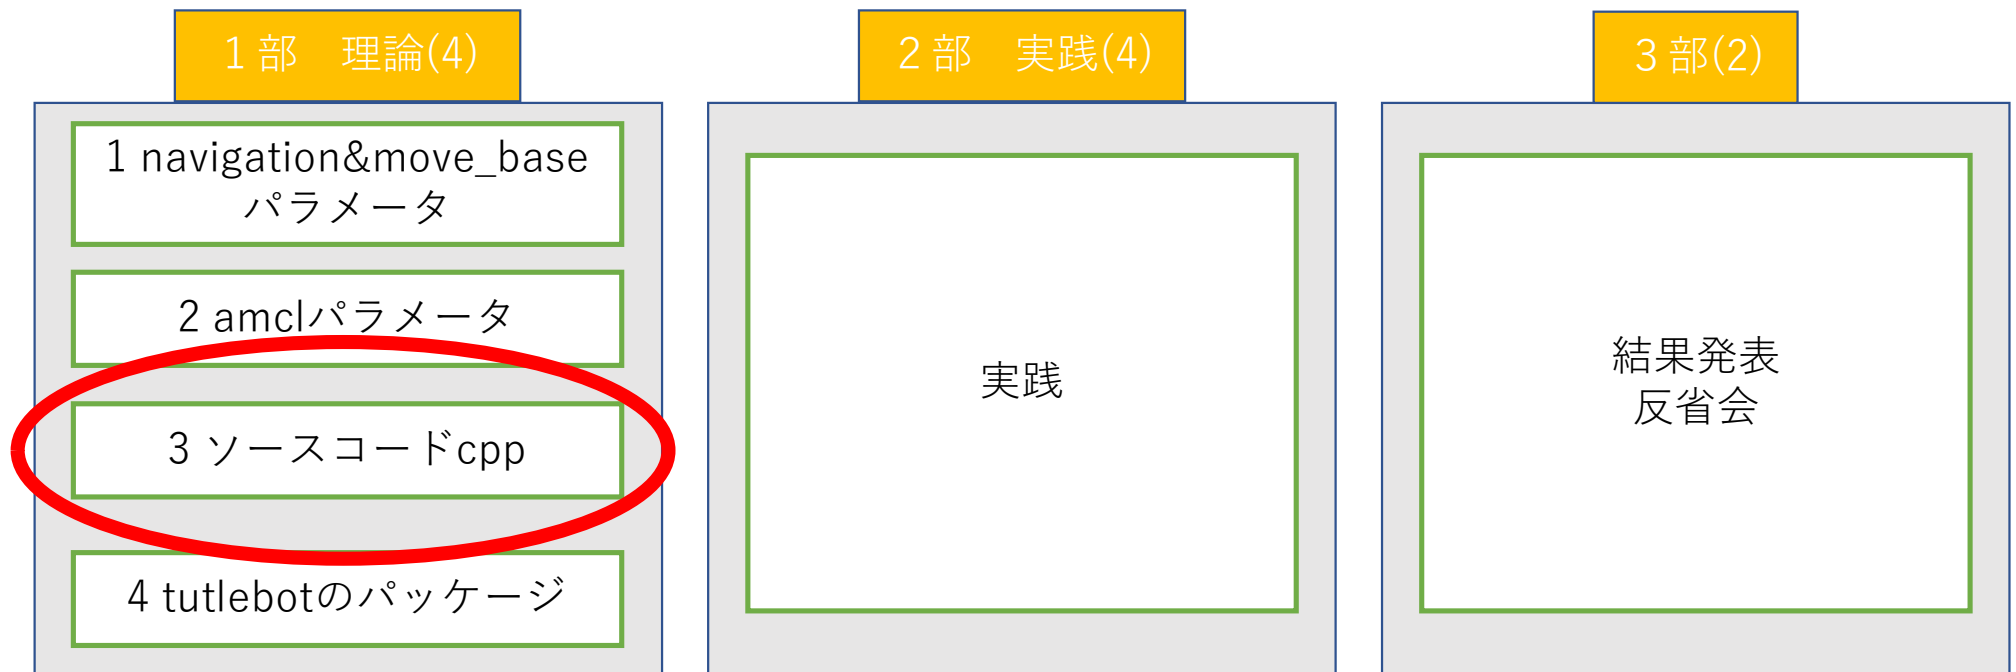 1部　理論(4)
1 navigation&move_base
パラメータ
2 amclパラメータ
3 ソースコードcpp
4 tutlebotのパッケージ
2部　実践(4)
実践
3部(2)
結果発表
反省会